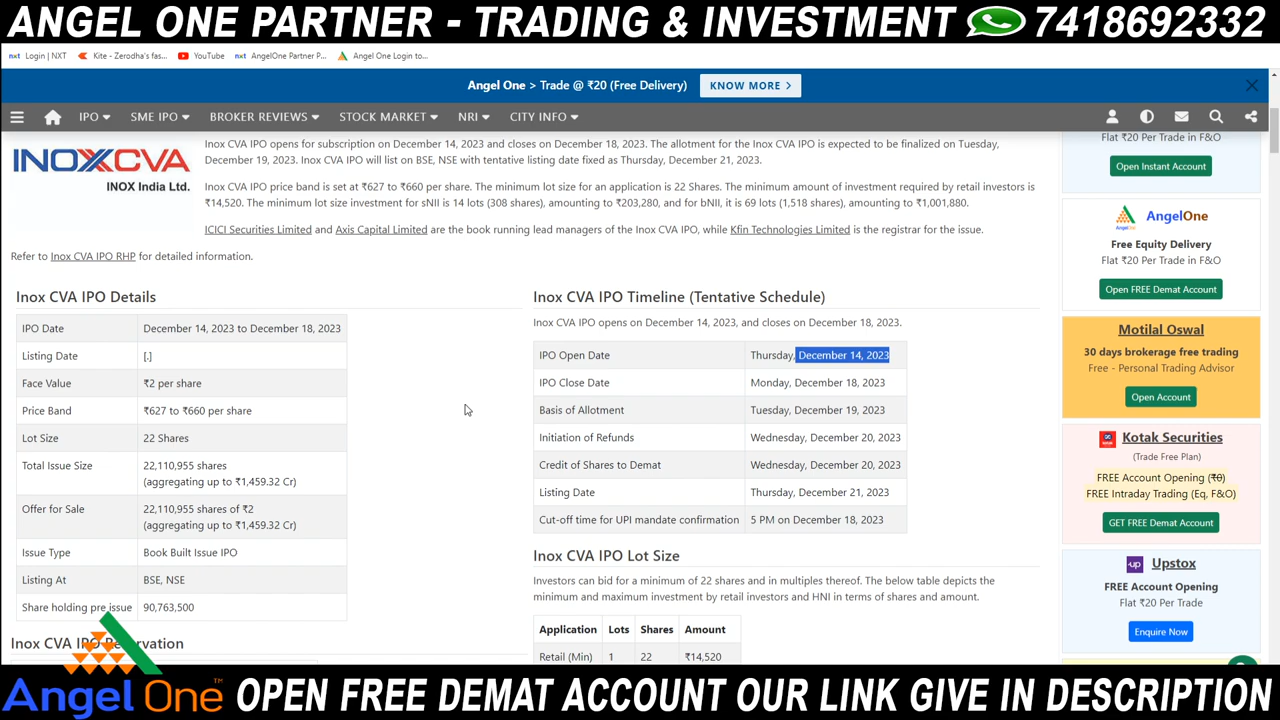 ANGEL ONE PARTNER - TRADING & INVESTMENT 7418692332
nxt Login | NXT Kite - Zerodha's fas... YouTube nxt AngelOne Partner P... Angel One Login to...
Angel One > Trade @ ₹20 (Free Delivery) KNOW MORE >
IPO SME IPO BROKER REVIEWS STOCK MARKET NRI CITY INFO
INOXCVA
INOX India Ltd.
Inox CVA IPO opens for subscription on December 14, 2023 and closes on December 18, 2023. The allotment for the Inox CVA IPO is expected to be finalized on Tuesday,
December 19, 2023. Inox CVA IPO will list on BSE, NSE with tentative listing date fixed as Thursday, December 21, 2023.
Inox CVA IPO price band is set at ₹627 to ₹660 per share. The minimum lot size for an application is 22 Shares. The minimum amount of investment required by retail investors is
₹14,520. The minimum lot size investment for sNII is 14 lots (308 shares), amounting to ₹203,280, and for bNII, it is 69 lots (1,518 shares), amounting to ₹1,001,880.
ICICI Securities Limited and Axis Capital Limited are the book running lead managers of the Inox CVA IPO, while Kfin Technologies Limited is the registrar for the issue.
Refer to Inox CVA IPO RHP for detailed information.
Inox CVA IPO Details
IPO Date December 14, 2023 to December 18, 2023
Listing Date [.]
Face Value ₹2 per share
Price Band ₹627 to ₹660 per share
Lot Size 22 Shares
Total Issue Size 22,110,955 shares
(aggregating up to ₹1,459.32 Cr)
Offer for Sale 22,110,955 shares of ₹2
(aggregating up to ₹1,459.32 Cr)
Issue Type Book Built Issue IPO
Listing At BSE, NSE
Share holding pre issue 90,763,500
Inox CVA IPO Reservation
Inox CVA IPO Timeline (Tentative Schedule)
Inox CVA IPO opens on December 14, 2023, and closes on December 18, 2023.
IPO Open Date Thursday, December 14, 2023
IPO Close Date Monday, December 18, 2023
Basis of Allotment Tuesday, December 19, 2023
Initiation of Refunds Wednesday, December 20, 2023
Credit of Shares to Demat Wednesday, December 20, 2023
Listing Date Thursday, December 21, 2023
Cut-off time for UPI mandate confirmation 5 PM on December 18, 2023
Inox CVA IPO Lot Size
Investors can bid for a minimum of 22 shares and in multiples thereof. The below table depicts the
minimum and maximum investment by retail investors and HNI in terms of shares and amount.
Application Lots Shares Amount
Retail (Min) 1 22 ₹14,520
Flat ₹20 Per Trade in F&O
Open Instant Account
AngelOne
AngelOne
Free Equity Delivery
Flat ₹20 Per Trade in F&O
Open FREE Demat Account
Motilal Oswal
30 days brokerage free trading
Free - Personal Trading Advisor
Open Account
Kotak Securities
(Trade Free Plan)
FREE Account Opening (₹0)
FREE Intraday Trading (Eq, F&O)
GET FREE Demat Account
up Upstox
FREE Account Opening
Flat ₹20 Per Trade
Enquire Now
Angel One™ OPEN FREE DEMAT ACCOUNT OUR LINK GIVE IN DESCRIPTION